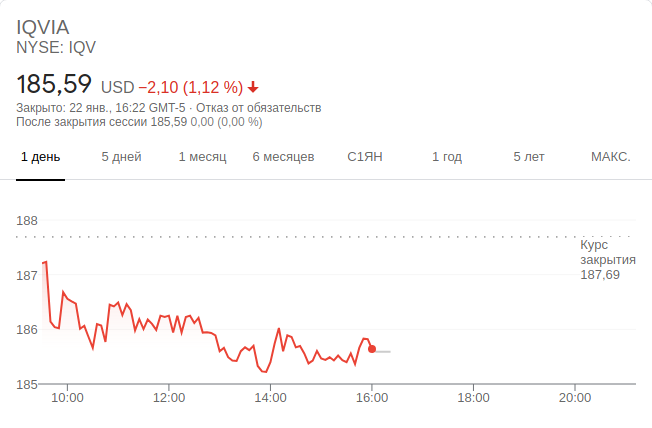 IQVIA
NYSE: IQV
185,59 USD −2,10 (1,12 %)
Закрыто: 22 янв., 16:22 GMT-5 · Отказ от обязательств
После закрытия сессии 185,59 0,00 (0,00 %)
1 день 5 дней 1 месяц 6 месяцев С1ЯН 1 год 5 лет МАКС.
188
Курс
закрытия
187,69
187
186
185
10:00 12:00 14:00 16:00 18:00 20:00